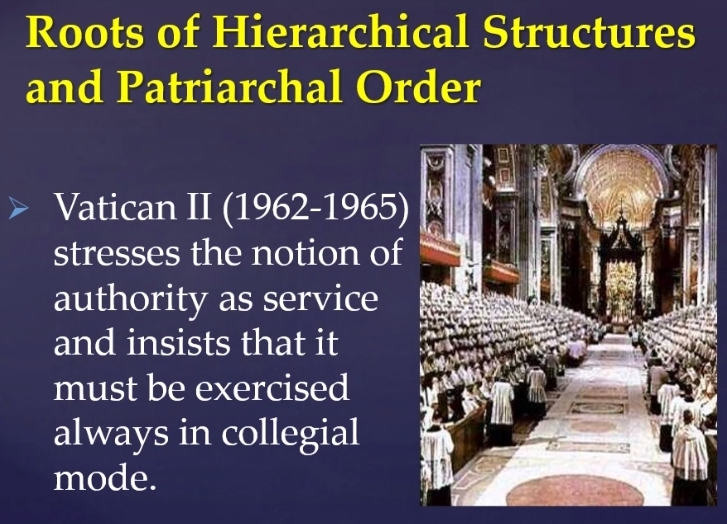 Roots of Hierarchical Structures
and Patriarchal Order
Vatican II (1962-1965)
stresses the notion of
authority as service
and insists that it
must be exercised
always in collegial
mode.